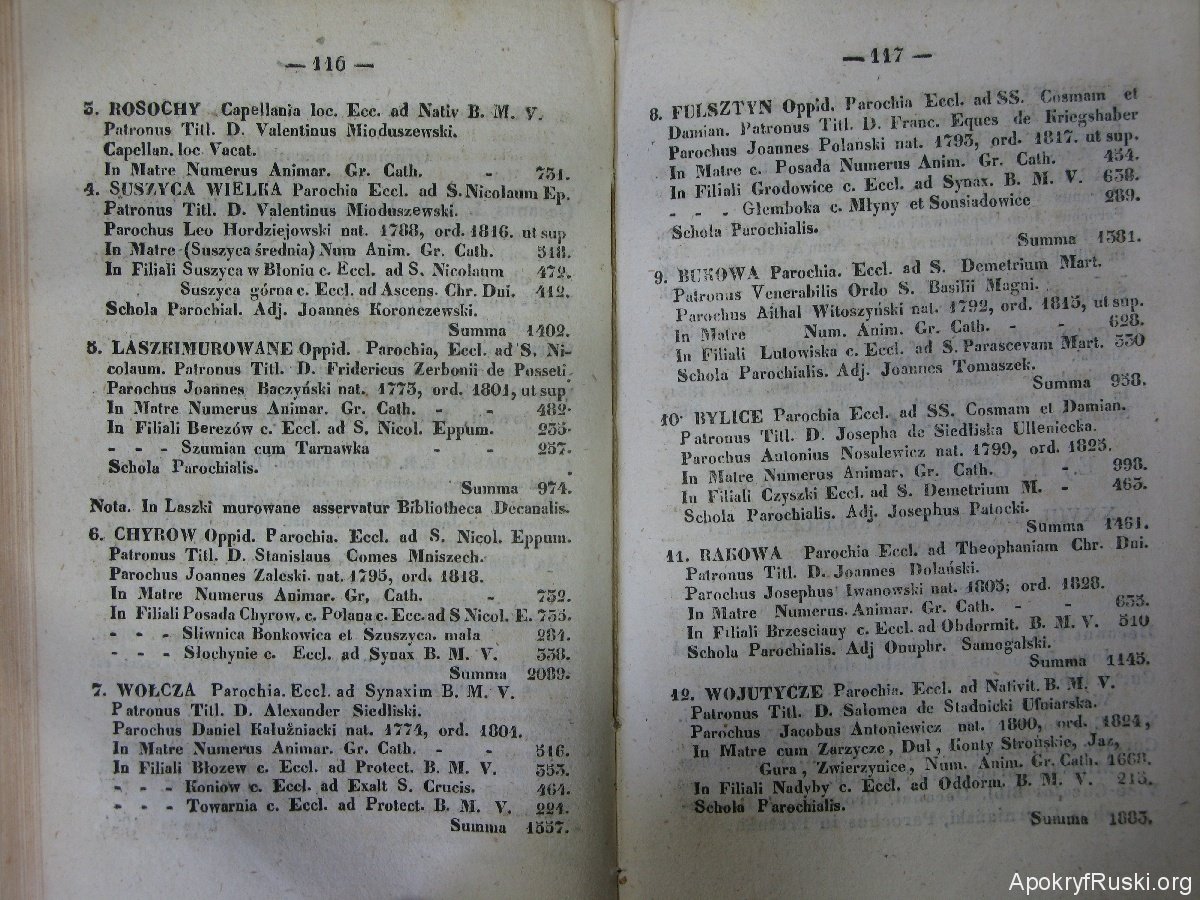 — 116 —
3. ROSOCHY Capellania loc. Ecc. ad Nativ B. M. V.
Patronus Titl. D. Valentinus Mioduszewski.
Capellan. loc. Vacat.
In Matre Numerus Animar. Gr. Cath. - 731.
4. SUSZYCA WIELKA Parochia Eccl. ad S. Nicolaum Ep.
Patronus Titl. D. Valentinus Mioduszewski.
Parochus Leo Hordziejowski nat. 1788, ord. 1816. ut sup
In Matre (Suszyca średnia) Num Anim. Gr. Cath. 518.
In Filiali Suszyca w Błoniu c. Eccl. ad S. Nicolaum 472.
Suszyca górna c. Eccl. ad Ascens. Chr. Dni. 412.
Schola Parochial. Adj. Joannes Koronczewski.
Summa 1402.
5. LASZKIMUROWANE Oppid. Parochia, Eccl. ad S. Ni-
colaum. Patronus Titl. D. Fridericus Zerbonii de Posseti
Parochus Joannes Baczyński nat. 1773, ord. 1801, ut sup
In Matre Numerus Animar. Gr. Cath. - - 482.
In Filiali Berezów c. Eccl. ad S. Nicol. Eppum. 235.
- - - Szumian cum Tarnawka - - 257.
Schola Parochialis.
Summa 974.
Nota. In Laszki murowane asservatur Bibliotheca Decanalis.
6. CHYROW Oppid. Parochia. Eccl. ad S. Nicol. Eppum.
Patronus Titl. D. Stanislaus Comes Mniszech.
Parochus Joannes Zaleski. nat. 1795, ord. 1818.
In Matre Numerus Animar. Gr, Cath. - 732.
In Filiali Posada Chyrow. c. Polana c. Ecc. ad S Nicol. E. 735.
- - - Sliwnica Bonkowica et Szuszyca. mała 284.
- - - Słochynie c. Eccl. ad Synax B. M. V. 338.
Summa 2089.
7. WOŁCZA Parochia. Eccl. ad Synaxim B. M. V.
Patronus Titl. D. Alexander Siedliski.
Parochus Daniel Kałużniacki nat. 1774, ord. 1801.
In Matre Numerus Animar. Gr. Cath. - - 316.
In Filiali Błozew c. Eccl. ad Protect. B. M. V. 553.
- - - Koniow c. Eccl. ad Exalt S. Crucis. 464.
- - - Towarnia c. Eccl. ad Protect. B. M. V. 224.
Summa 1557.
— 117 —
8. FULSZTYN Oppid. Parochia Eccl. ad SS. Cosmam et
Damian. Patronus Titl. D. Franc. Eques de Kriegshaber
Parochus Joannes Polanski nat. 1793, ord. 1817. ut sup.
In Matre c. Posada Numerus Anim. Gr. Cath. 454.
In Filiali Grodowice c. Eccl. ad Synax. B. M. V. 638.
- - - Glemboka c. Młyny et Sonsiadowice 289.
Schola Parochialis.
Summa 1381.
9. BUKOWA Parochia. Eccl. ad S. Demetrium Mart.
Patronus Venerabilis Ordo S. Basilii Magni.
Parochus Aithal Witoszyński nat. 1792, ord. 1815, ut sup.
In Matre Num. Anim. Gr. Cath. - - 628.
In Filiali Lutowiska c. Eccl. ad S. Parascevam Mart. 330
Schola Parochialis. Adj. Joannes Tomaszek.
Summa 958.
10. BYLICE Parochia Eccl. ad SS. Cosmam et Damian.
Patronus Titl. D. Josepha de Siedliska Ulleniecka.
Parochus Antonius Nosalewicz nat. 1799, ord. 1825.
In Matre Numerus Animar. Gr. Cath. - 998.
In Filiali Czyszki Eccl. ad S. Demetrium M. - 463.
Schola Parochialis. Adj. Josephus Patocki.
Summa 1461.
11. RAKOWA Parochia Eccl. ad Theophaniam Chr. Dni.
Patronus Titl. D. Joannes Dolański.
Parochus Josephus Iwanowski nat. 1803; ord. 1828.
In Matre Numerus. Animar. Gr. Cath. - - 635.
In Filiali Brzesciany c. Eccl. ad Obdormit. B. M. V. 510
Schola Parochialis. Adj Onuphr. Samogalski.
Summa 1145.
12. WOJUTYCZE Parochia. Eccl. ad Nativit. B. M. V.
Patronus Titl. D. Salomea de Stadnicki Ufniarska.
Parochus Jacobus Antoniewicz nat. 1800, ord. 1824,
In Matre cum Zarzycze, Dul, Konty Strońskie, Jaz,
Gura, Zwierzynice, Num. Anim. Gr. Cath. 1668.
In Filiali Nadyby c. Eccl. ad Oddorm. B. M. V. 215.
Schola Parochialis.
Summa 1883.
ApokryfRuski.org